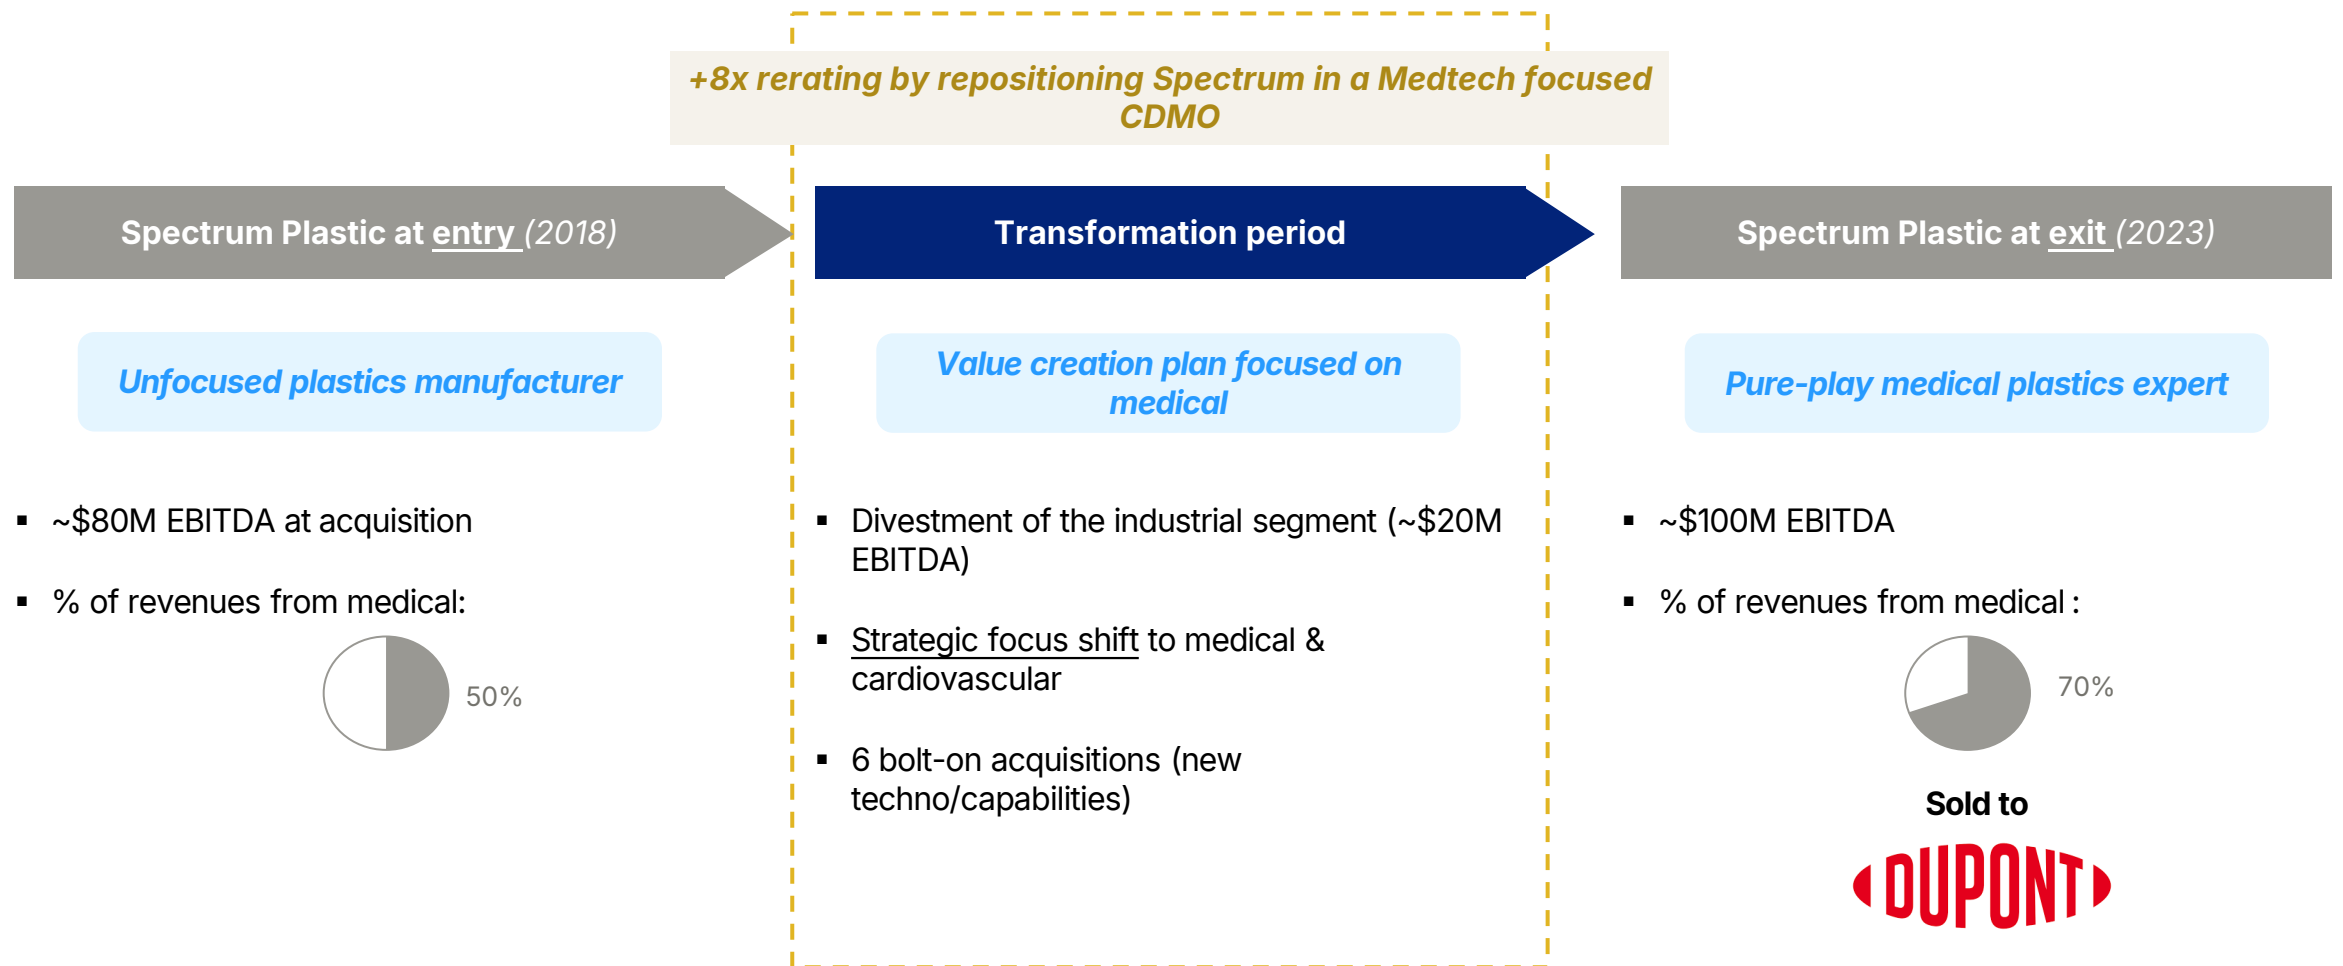 +8x rerating by repositioning Spectrum in a Medtech focused
CDMO
Spectrum Plastic at entry (2018)
Transformation period
Spectrum Plastic at exit (2023)
Unfocused plastics manufacturer
Value creation plan focused on
medical
Pure-play medical plastics expert
▪ ~$80M EBITDA at acquisition
▪ % of revenues from medical:
50%
▪ Divestment of the industrial segment (~$20M
EBITDA)
▪ Strategic focus shift to medical &
cardiovascular
▪ 6 bolt-on acquisitions (new
techno/capabilities)
▪ ~$100M EBITDA
▪ % of revenues from medical :
70%
Sold to
DUPONT